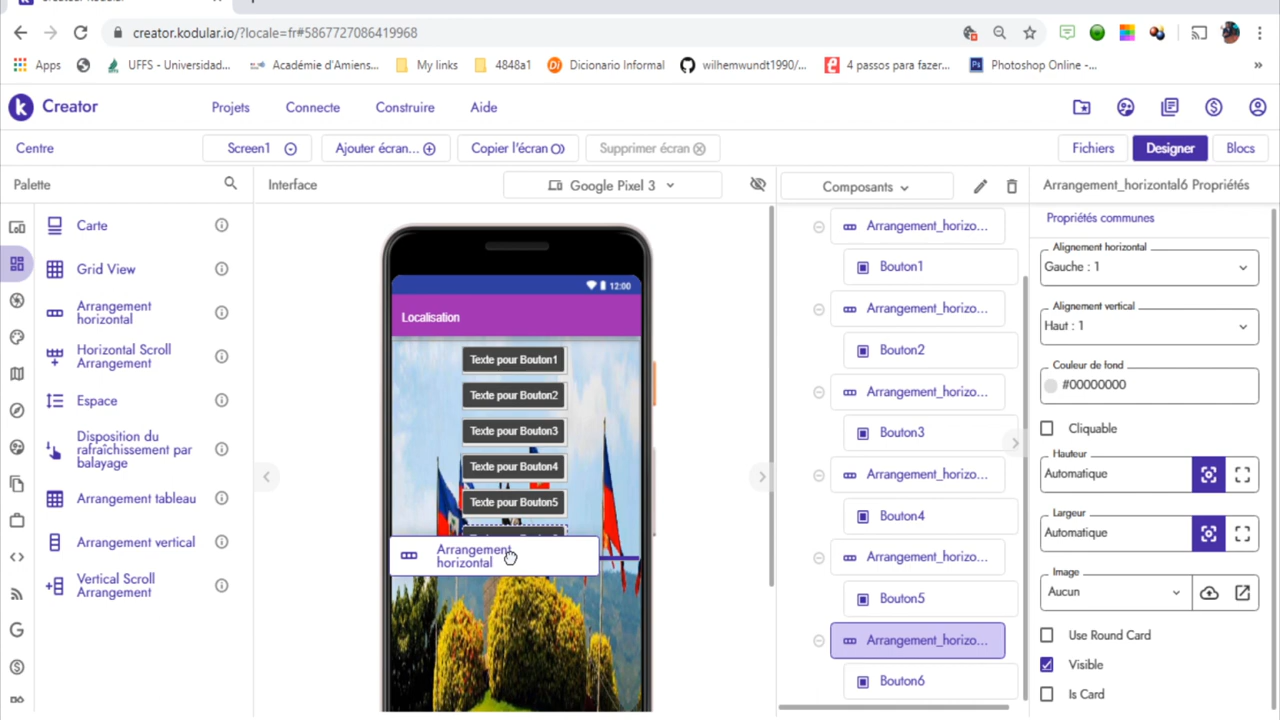 creator.kodular.io/?locale=fr#5867727086419968
Apps
UFFS - Universidad...
Académie d'Amiens...
My links
4848a1
Dicionario Informal
wilhemwundt1990/...
4 passos para fazer...
Photoshop Online -...
»
Creator
Projets
Connecte
Construire
Aide
Centre
Screen1
Ajouter écran...
Copier l'écran
Supprimer écran
Fichiers
Designer
Blocs
Palette
Interface
Google Pixel 3
Composants
Arrangement_horizontal6 Propriétés
Carte
Grid View
Arrangement
horizontal
Horizontal Scroll
Arrangement
Espace
Disposition du
rafraîchissement par
balayage
Arrangement tableau
Arrangement vertical
Vertical Scroll
Arrangement
12:00
Localisation
Texte pour Bouton1
Texte pour Bouton2
Texte pour Bouton3
Texte pour Bouton4
Texte pour Bouton5
Arrangement
horizontal
Arrangement_horizo...
Bouton1
Arrangement_horizo...
Bouton2
Arrangement_horizo...
Bouton3
Arrangement_horizo...
Bouton4
Arrangement_horizo...
Bouton5
Arrangement_horizo...
Bouton6
Propriétés communes
Alignement horizontal
Gauche : 1
Alignement vertical
Haut : 1
Couleur de fond
#00000000
Cliquable
Hauteur
Automatique
Largeur
Automatique
Image
Aucun
Use Round Card
Visible
Is Card